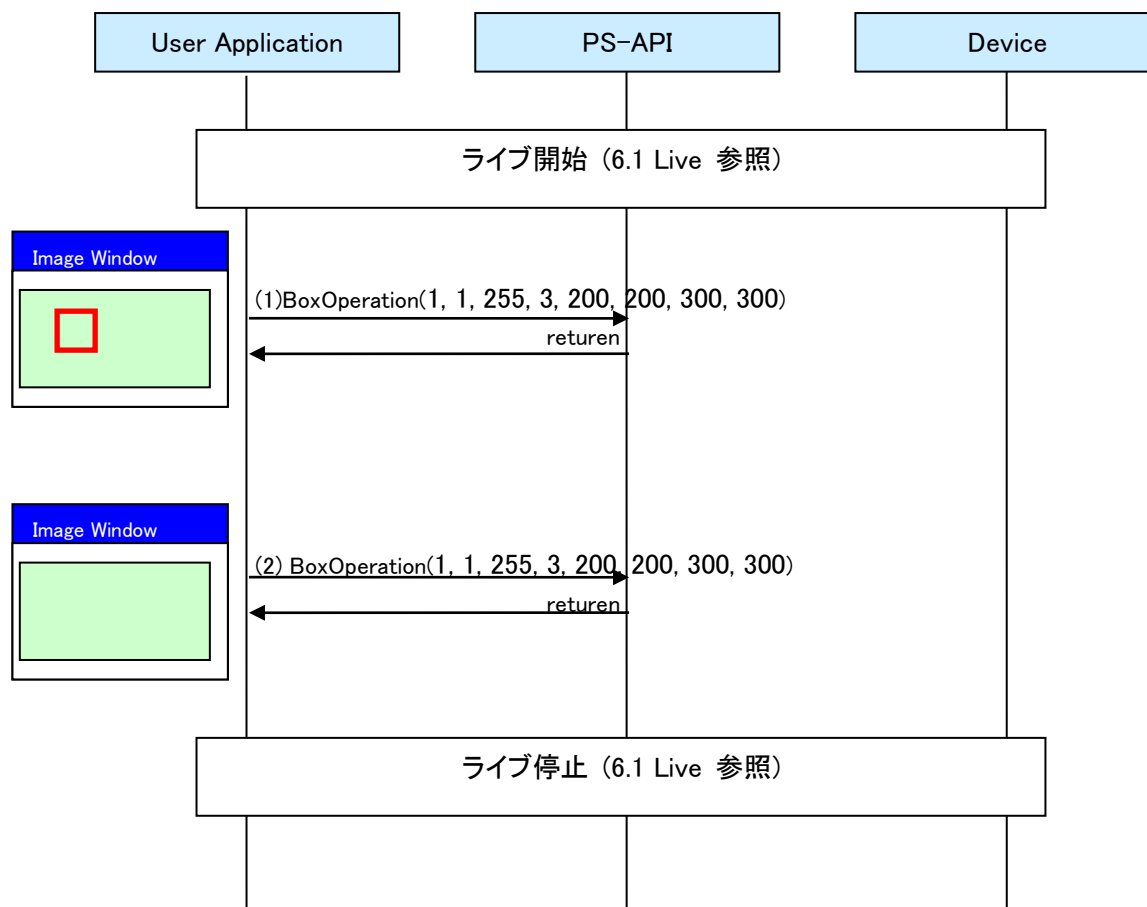 User Application
PS-API
Device
ライブ開始 (6.1 Live 参照)
Image Window
(1)BoxOperation(1, 1, 255, 3, 200, 200, 300, 300)
returen
Image Window
(2) BoxOperation(1, 1, 255, 3, 200, 200, 300, 300)
returen
ライブ停止 (6.1 Live 参照)